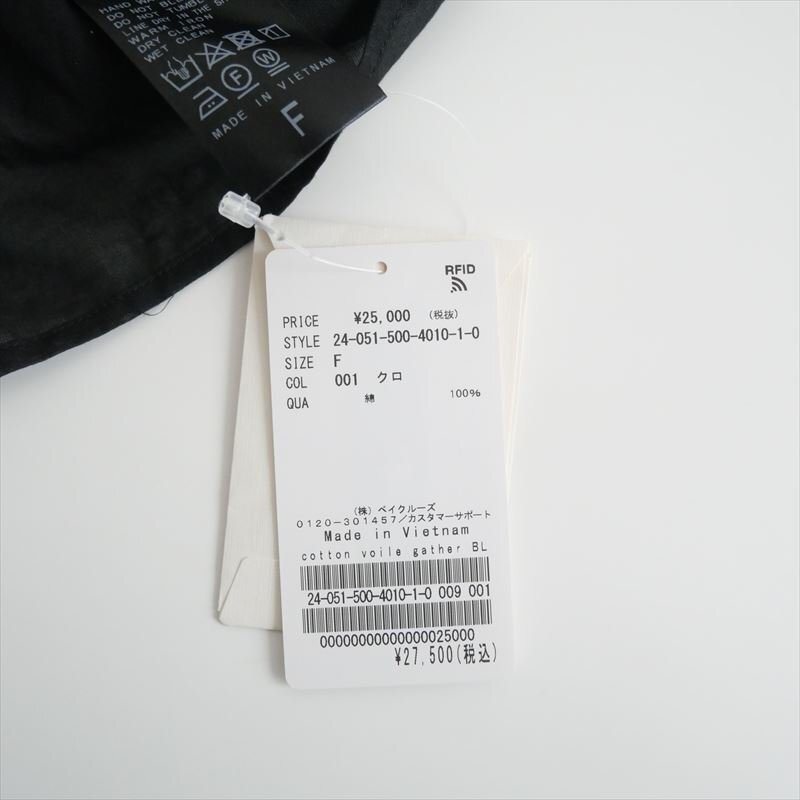 HAND WA
DO NOT BL
DO NOT TUMBL
LINE DRY IN THE S
WARM IRON
DRY CLEAN
WET CLEAN
F
W
MADE IN VIETNAM
F
RFID
PRICE ¥25,000 (税抜)
STYLE 24-051-500-4010-1-0
SIZE F
COL 001 クロ
QUA 綿 100%
(株)ベイクルーズ
0120-301457/カスタマーサポート
Made in Vietnam
cotton voile gather BL
24-051-500-4010-1-0 009 001
00000000000000025000
¥27,500(税込)